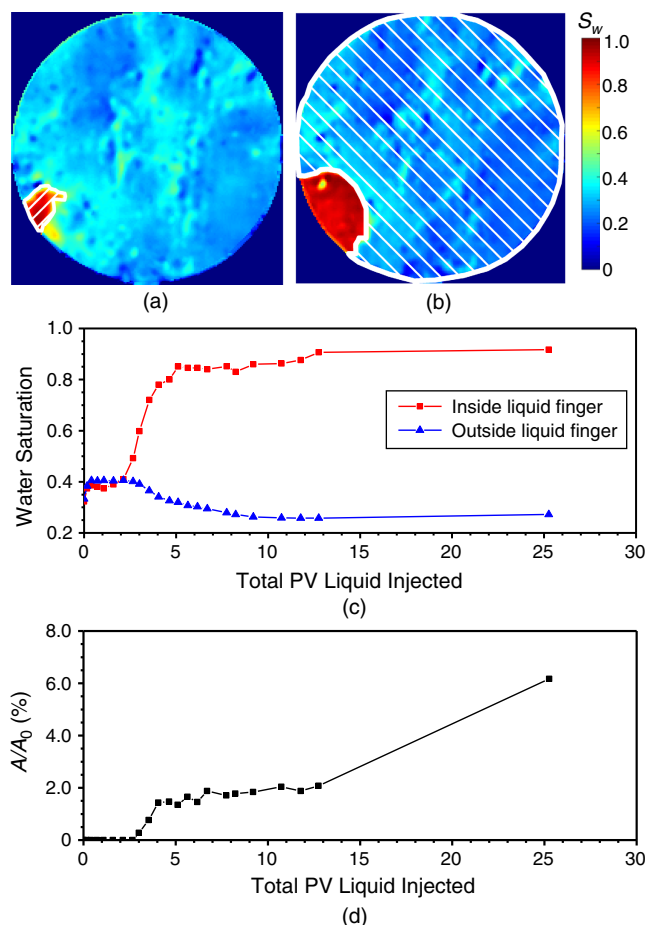 S_w
1.0
0.8
0.6
0.4
0.2
0
(a)
(b)
1.0
0.8
0.6
0.4
0.2
Water Saturation
Inside liquid finger
Outside liquid finger
0 5 10 15 20 25 30
Total PV Liquid Injected
(c)
8.0
6.0
4.0
2.0
0
A/A_0 (%)
0 5 10 15 20 25 30
Total PV Liquid Injected
(d)